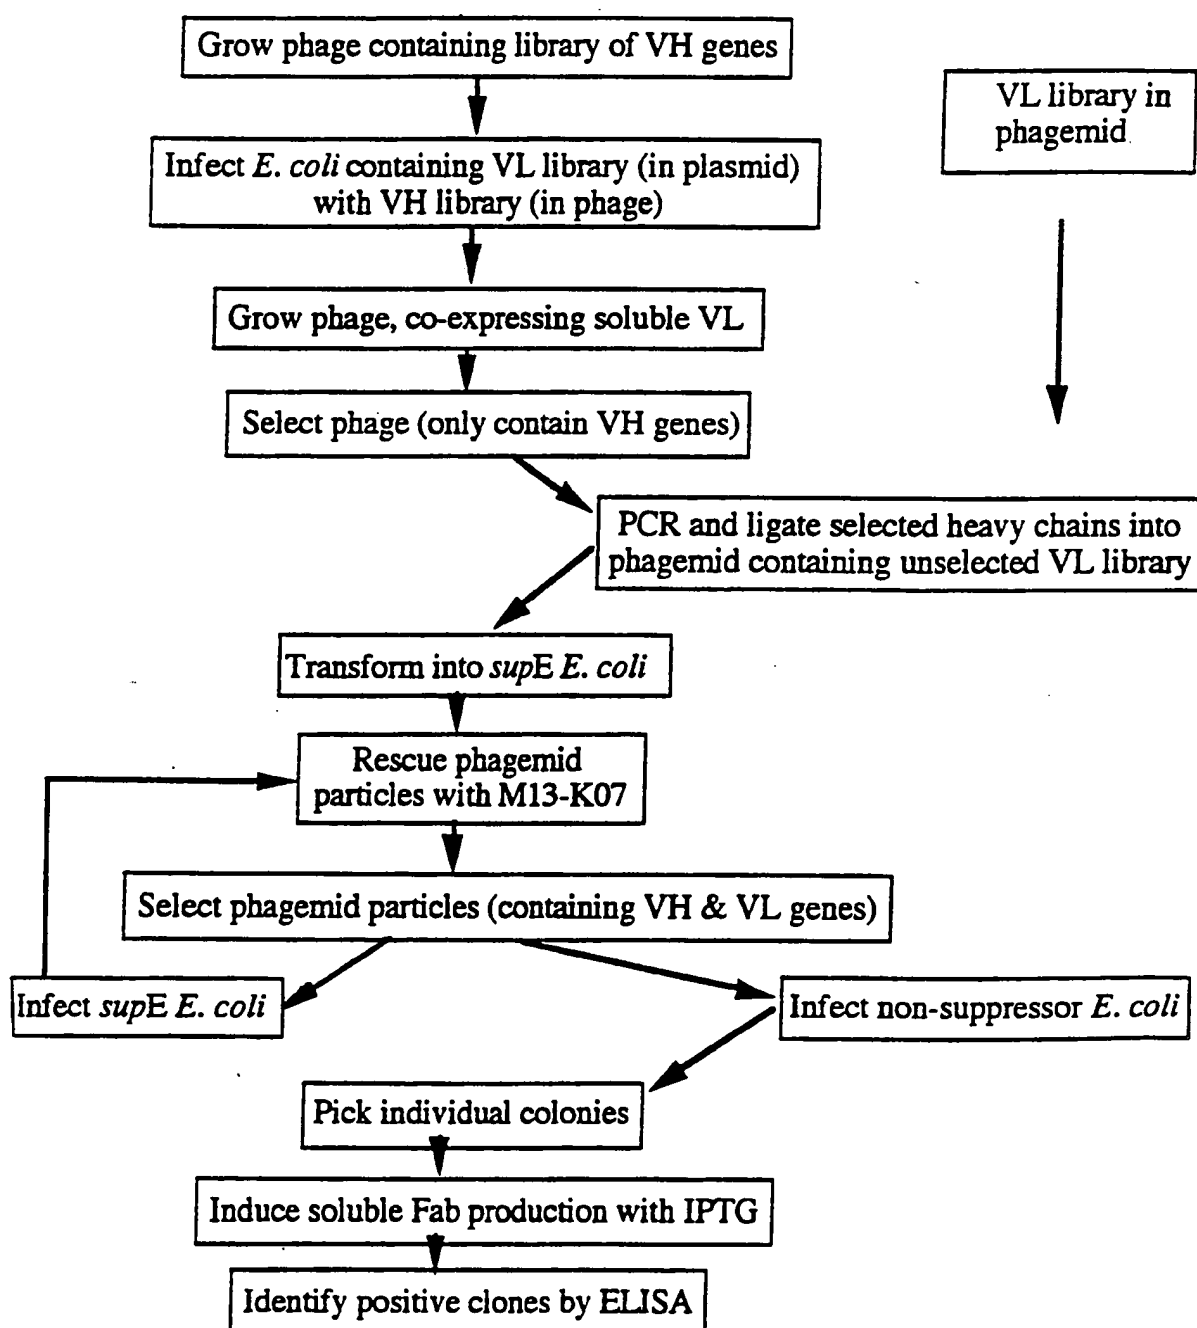 Grow phage containing library of VH genes
VL library in
phagemid
Infect E. coli containing VL library (in plasmid)
with VH library (in phage)
Grow phage, co-expressing soluble VL
Select phage (only contain VH genes)
PCR and ligate selected heavy chains into
phagemid containing unselected VL library
Transform into supE E. coli
Rescue phagemid
particles with M13-K07
Select phagemid particles (containing VH & VL genes)
Infect supE E. coli
Infect non-suppressor E. coli
Pick individual colonies
Induce soluble Fab production with IPTG
Identify positive clones by ELISA